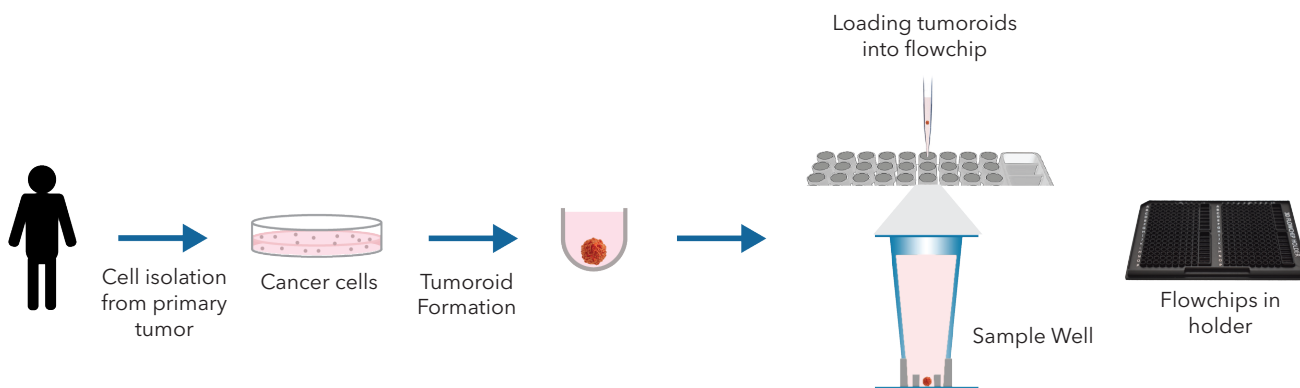 Loading tumoroids
into flowchip
Cell isolation
from primary
tumor
Cancer cells
Tumoroid
Formation
Sample Well
Flowchips in
holder